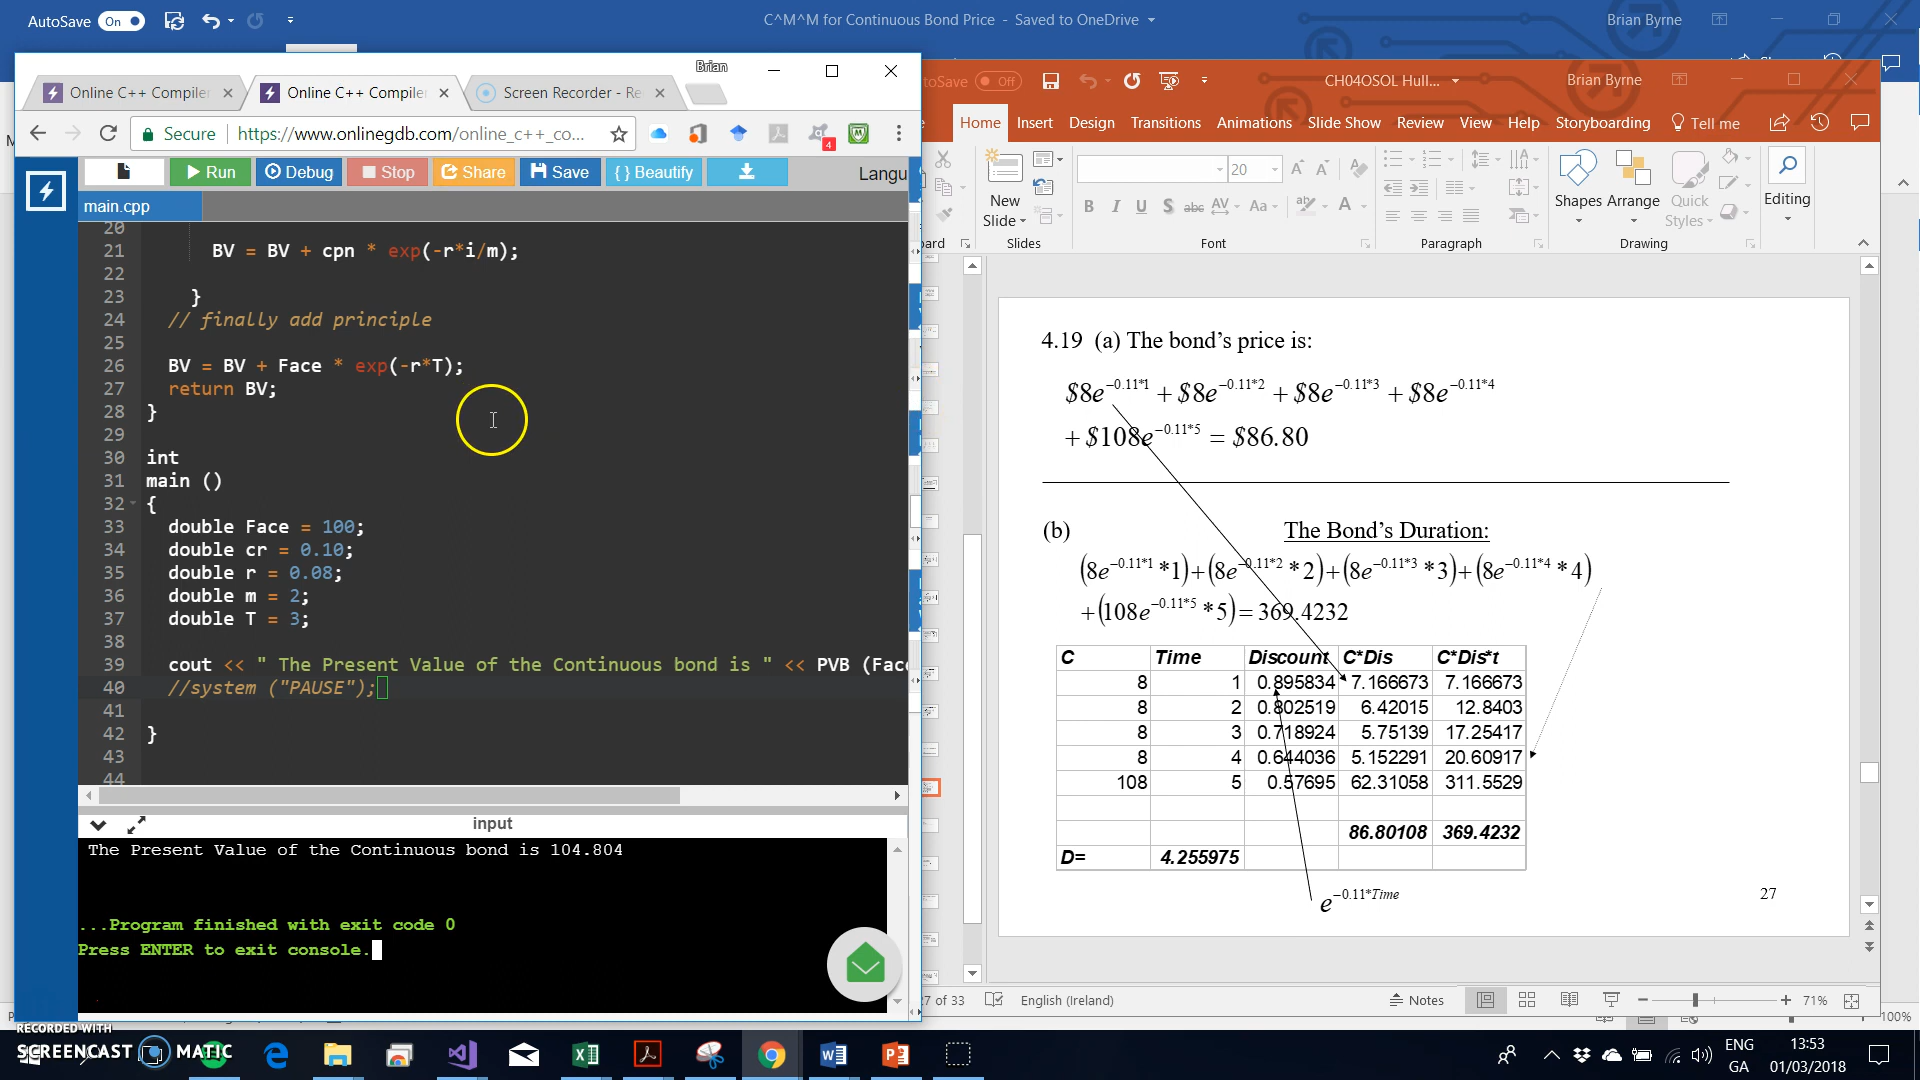 AutoSave On
C^M^M for Continuous Bond Price - Saved to OneDrive
Brian Byrne
Brian
Online C++ Compiler
Online C++ Compiler
Screen Recorder - Re
Secure
https://www.onlinegdb.com/online_c++_co...
4
Run
Debug
Stop
Share
Save
{ } Beautify
Langu
main.cpp
20
21 BV = BV + cpn * exp(-r*i/m);
22
23 }
24 // finally add principle
25
26 BV = BV + Face * exp(-r*T);
27 return BV;
28 }
29
30 int
31 main ()
32 {
33 double Face = 100;
34 double cr = 0.10;
35 double r = 0.08;
36 double m = 2;
37 double T = 3;
38
39 cout << " The Present Value of the Continuous bond is " << PVB (Face
40 //system ("PAUSE");
41
42 }
43
44
input
The Present Value of the Continuous bond is 104.804
...Program finished with exit code 0
Press ENTER to exit console.
toSave Off
CH04OSOL Hull...
Brian Byrne
Home Insert Design Transitions Animations Slide Show Review View Help Storyboarding Tell me
20
New Slide
Shapes
Arrange
Quick Styles
Editing
B I U S abc AV Aa A
oard
Slides
Font
Paragraph
Drawing
4.19 (a) The bond's price is:
$8e^-0.11*1 + $8e^-0.11*2 + $8e^-0.11*3 + $8e^-0.11*4
+ $108e^-0.11*5 = $86.80
(b) The Bond's Duration:
(8e^-0.11*1 *1)+(8e^-0.11*2 *2)+(8e^-0.11*3 *3)+(8e^-0.11*4 *4)
+(108e^-0.11*5 *5)= 369.4232
C Time Discount C*Dis C*Dis*t
8 1 0.895834 7.166673 7.166673
8 2 0.802519 6.42015 12.8403
8 3 0.718924 5.75139 17.25417
8 4 0.644036 5.152291 20.60917
108 5 0.57695 62.31058 311.5529
86.80108 369.4232
D= 4.255975
e^-0.11*Time
27
27 of 33
English (Ireland)
Notes
71%
100%
RECORDED WITH
SCREENCAST MATIC
ENG
GA
13:53
01/03/2018